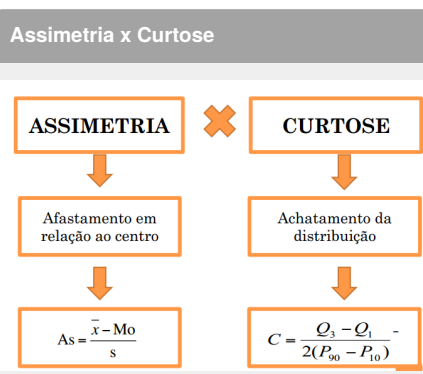 Assimetria x Curtose
ASSIMETRIA
CURTOSE
Afastamento em
relação ao centro
Achatamento da
distribuição
As = (x̄ − Mo) / s
C = (Q₃ − Q₁) / 2(P₉₀ − P₁₀) -